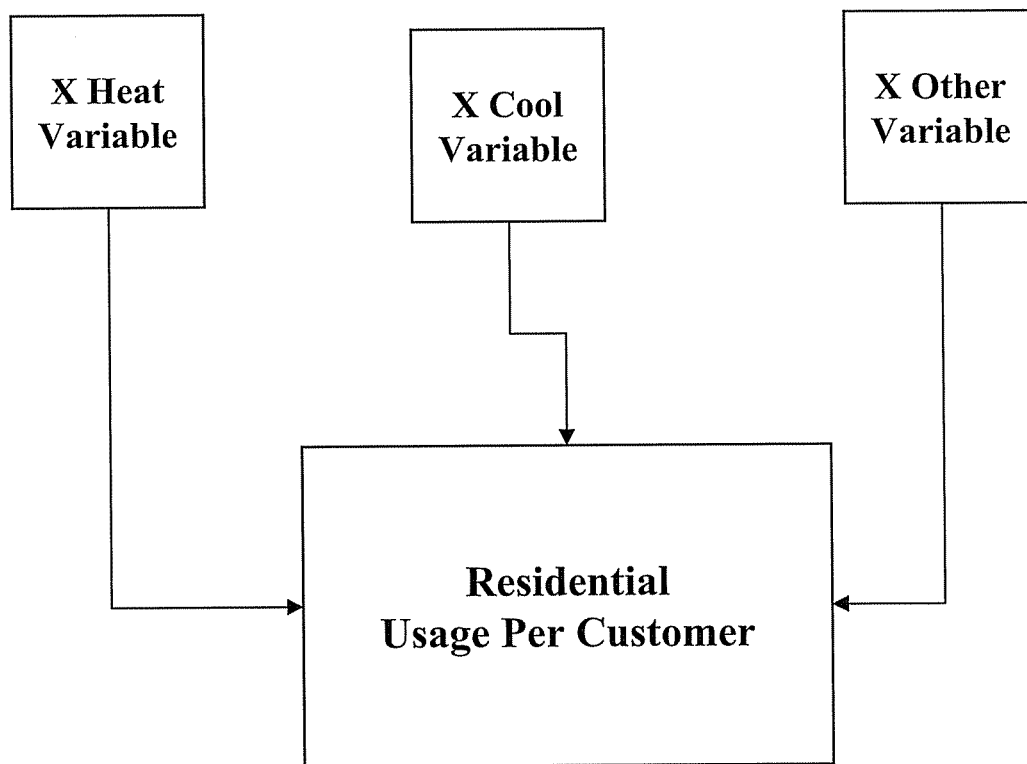 X Heat
Variable
X Cool
Variable
X Other
Variable
Residential
Usage Per Customer